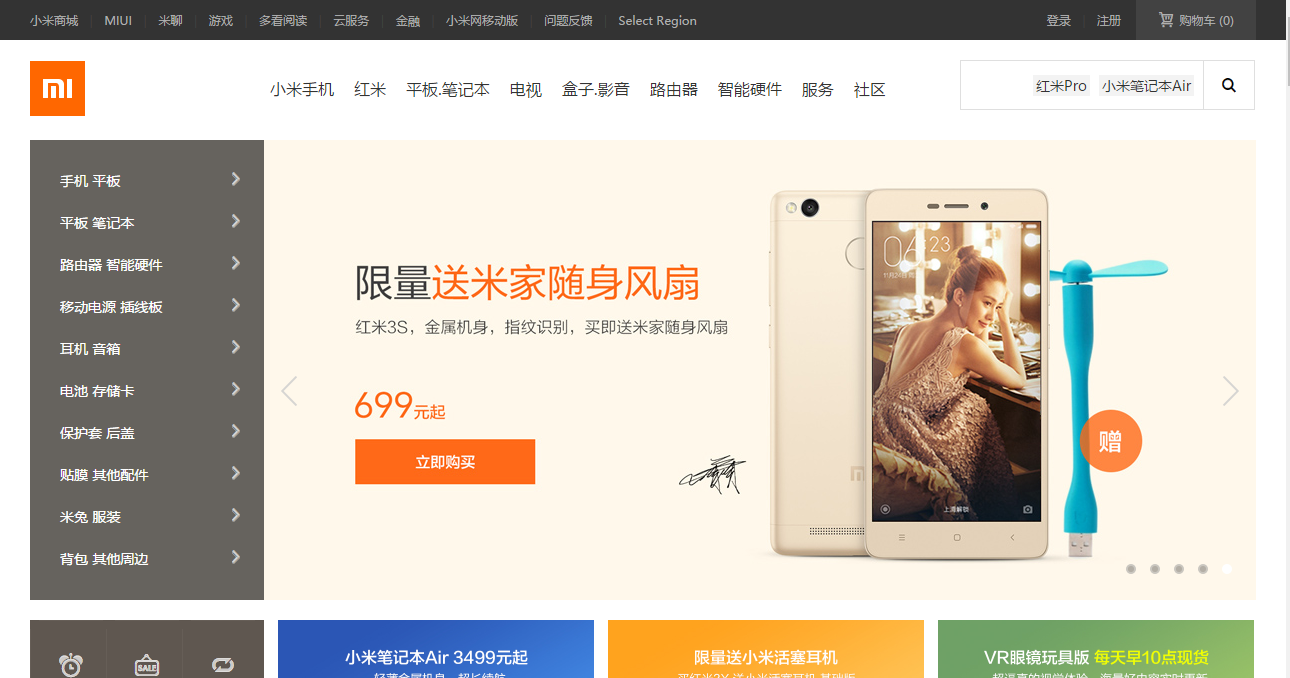 小米商城 MIUI 米聊 游戏 多看阅读 云服务 金融 小米网移动版 问题反馈 Select Region 登录 注册 购物车 (0)
小米手机 红米 平板.笔记本 电视 盒子.影音 路由器 智能硬件 服务 社区 红米Pro 小米笔记本Air
手机 平板
平板 笔记本
路由器 智能硬件
移动电源 插线板
耳机 音箱
电池 存储卡
保护套 后盖
贴膜 其他配件
米兔 服装
背包 其他周边
限量送米家随身风扇
红米3S，金属机身，指纹识别，买即送米家随身风扇
699元起
立即购买
04:23
上滑解锁
赠
SALE
小米笔记本Air 3499元起
限量送小米活塞耳机
VR眼镜玩具版 每天早10点现货